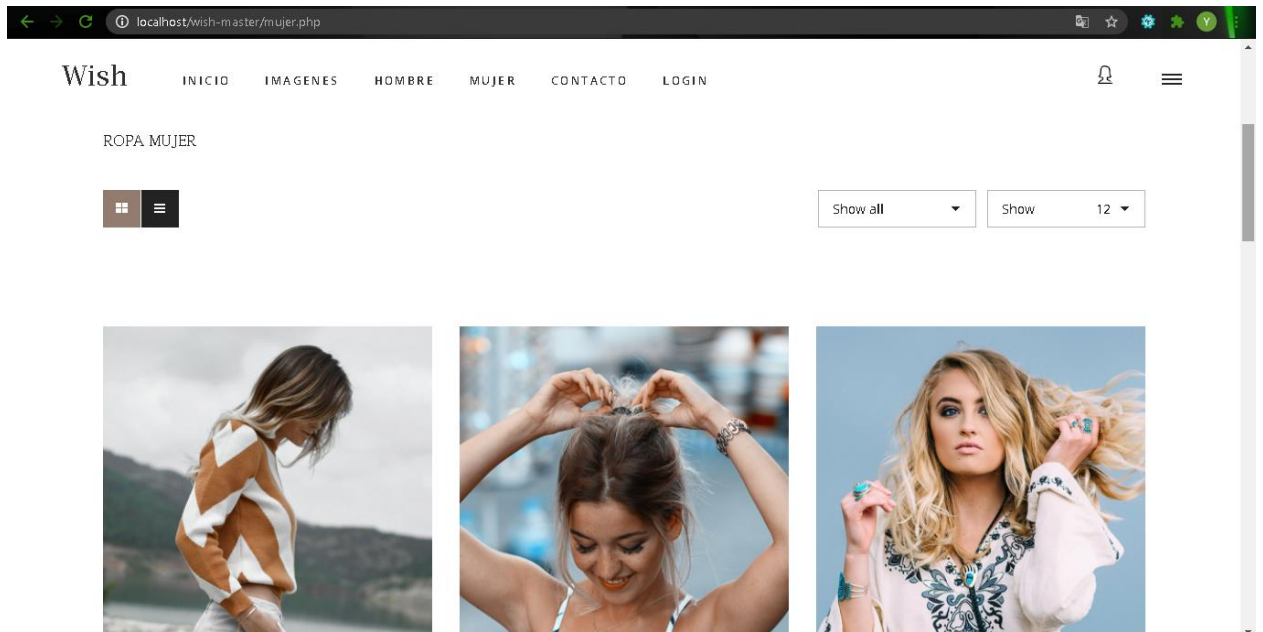 localhost/wish-master/mujer.php
Y
Wish INICIO IMAGENES HOMBRE MUJER CONTACTO LOGIN
ROPA MUJER
Show all Show 12